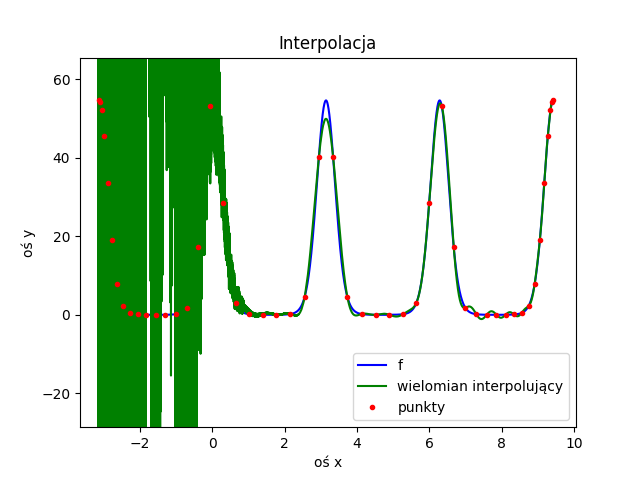 Interpolacja
60
40
20
0
−20
oś y
−2 0 2 4 6 8 10
oś x
f
wielomian interpolujący
punkty